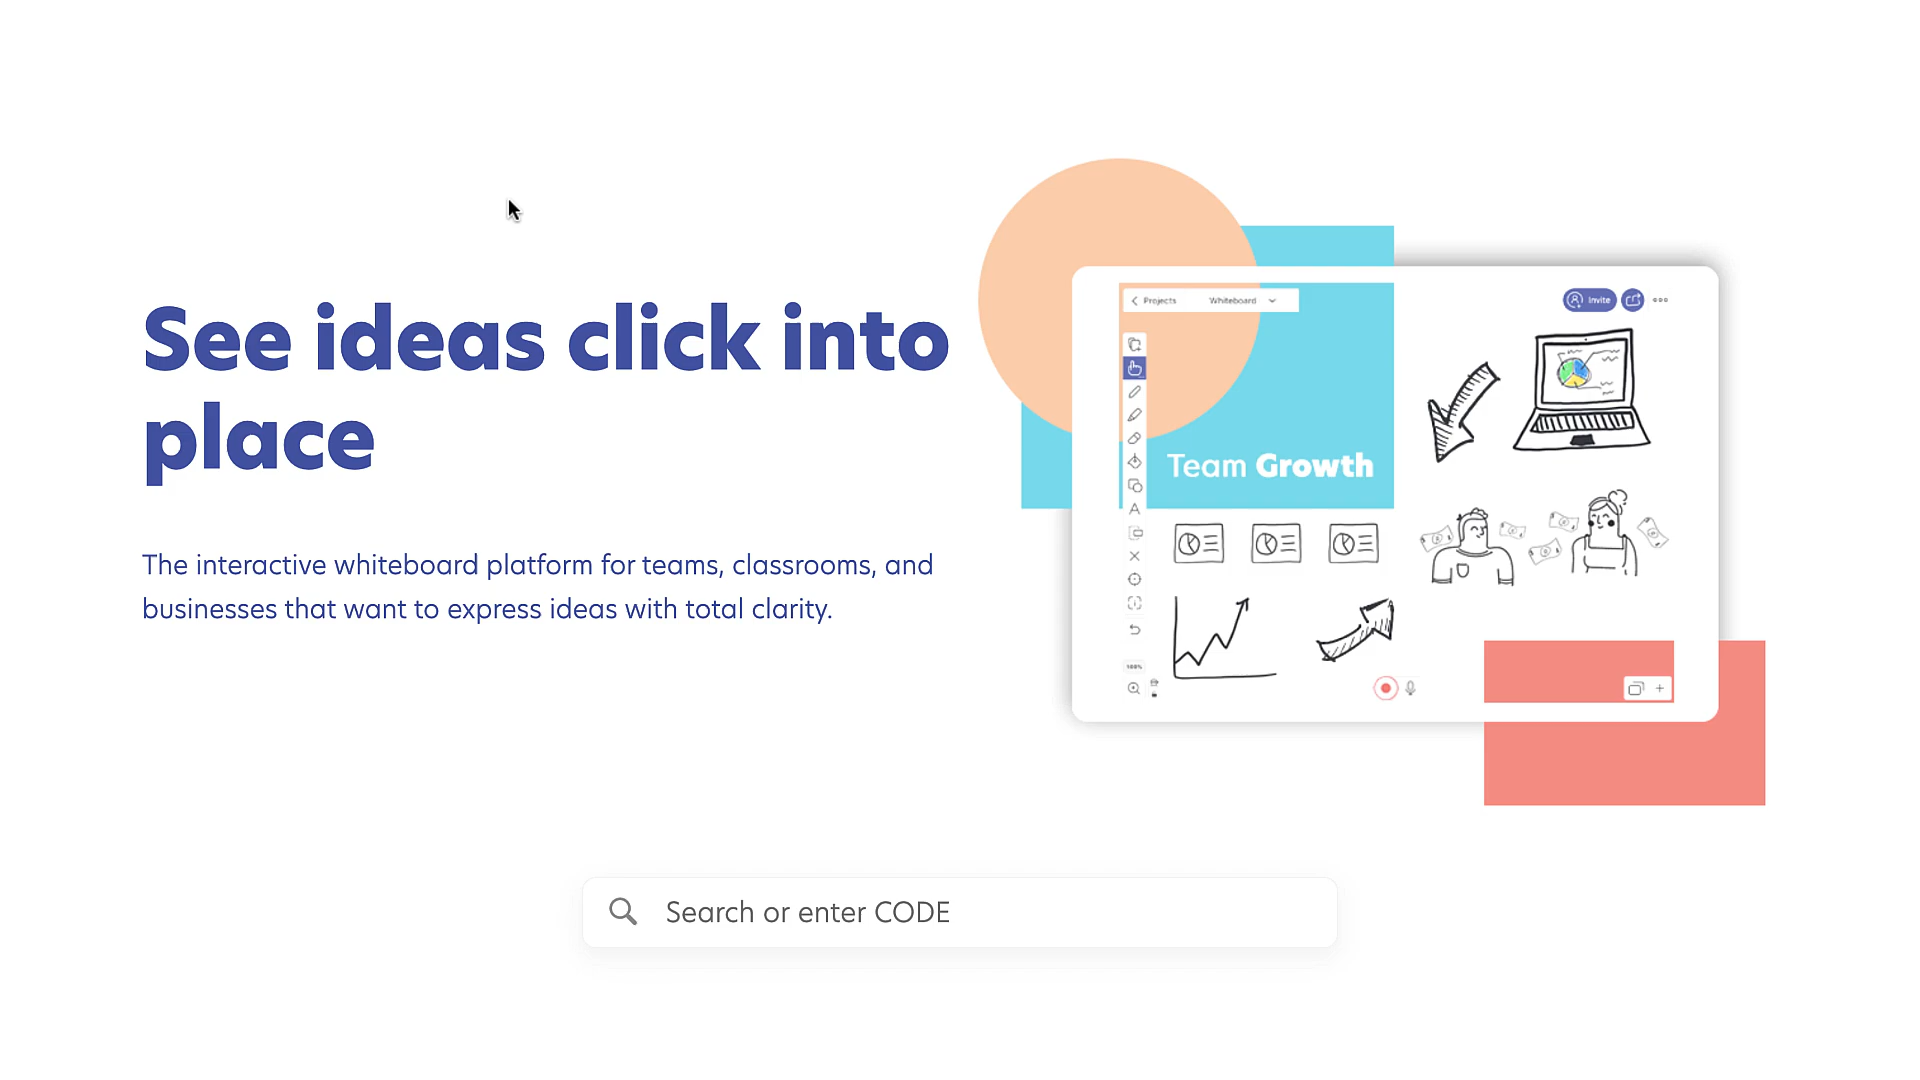 See ideas click into
place
The interactive whiteboard platform for teams, classrooms, and
businesses that want to express ideas with total clarity.
Projects
Whiteboard
Invite
Team Growth
A
100%
Search or enter CODE